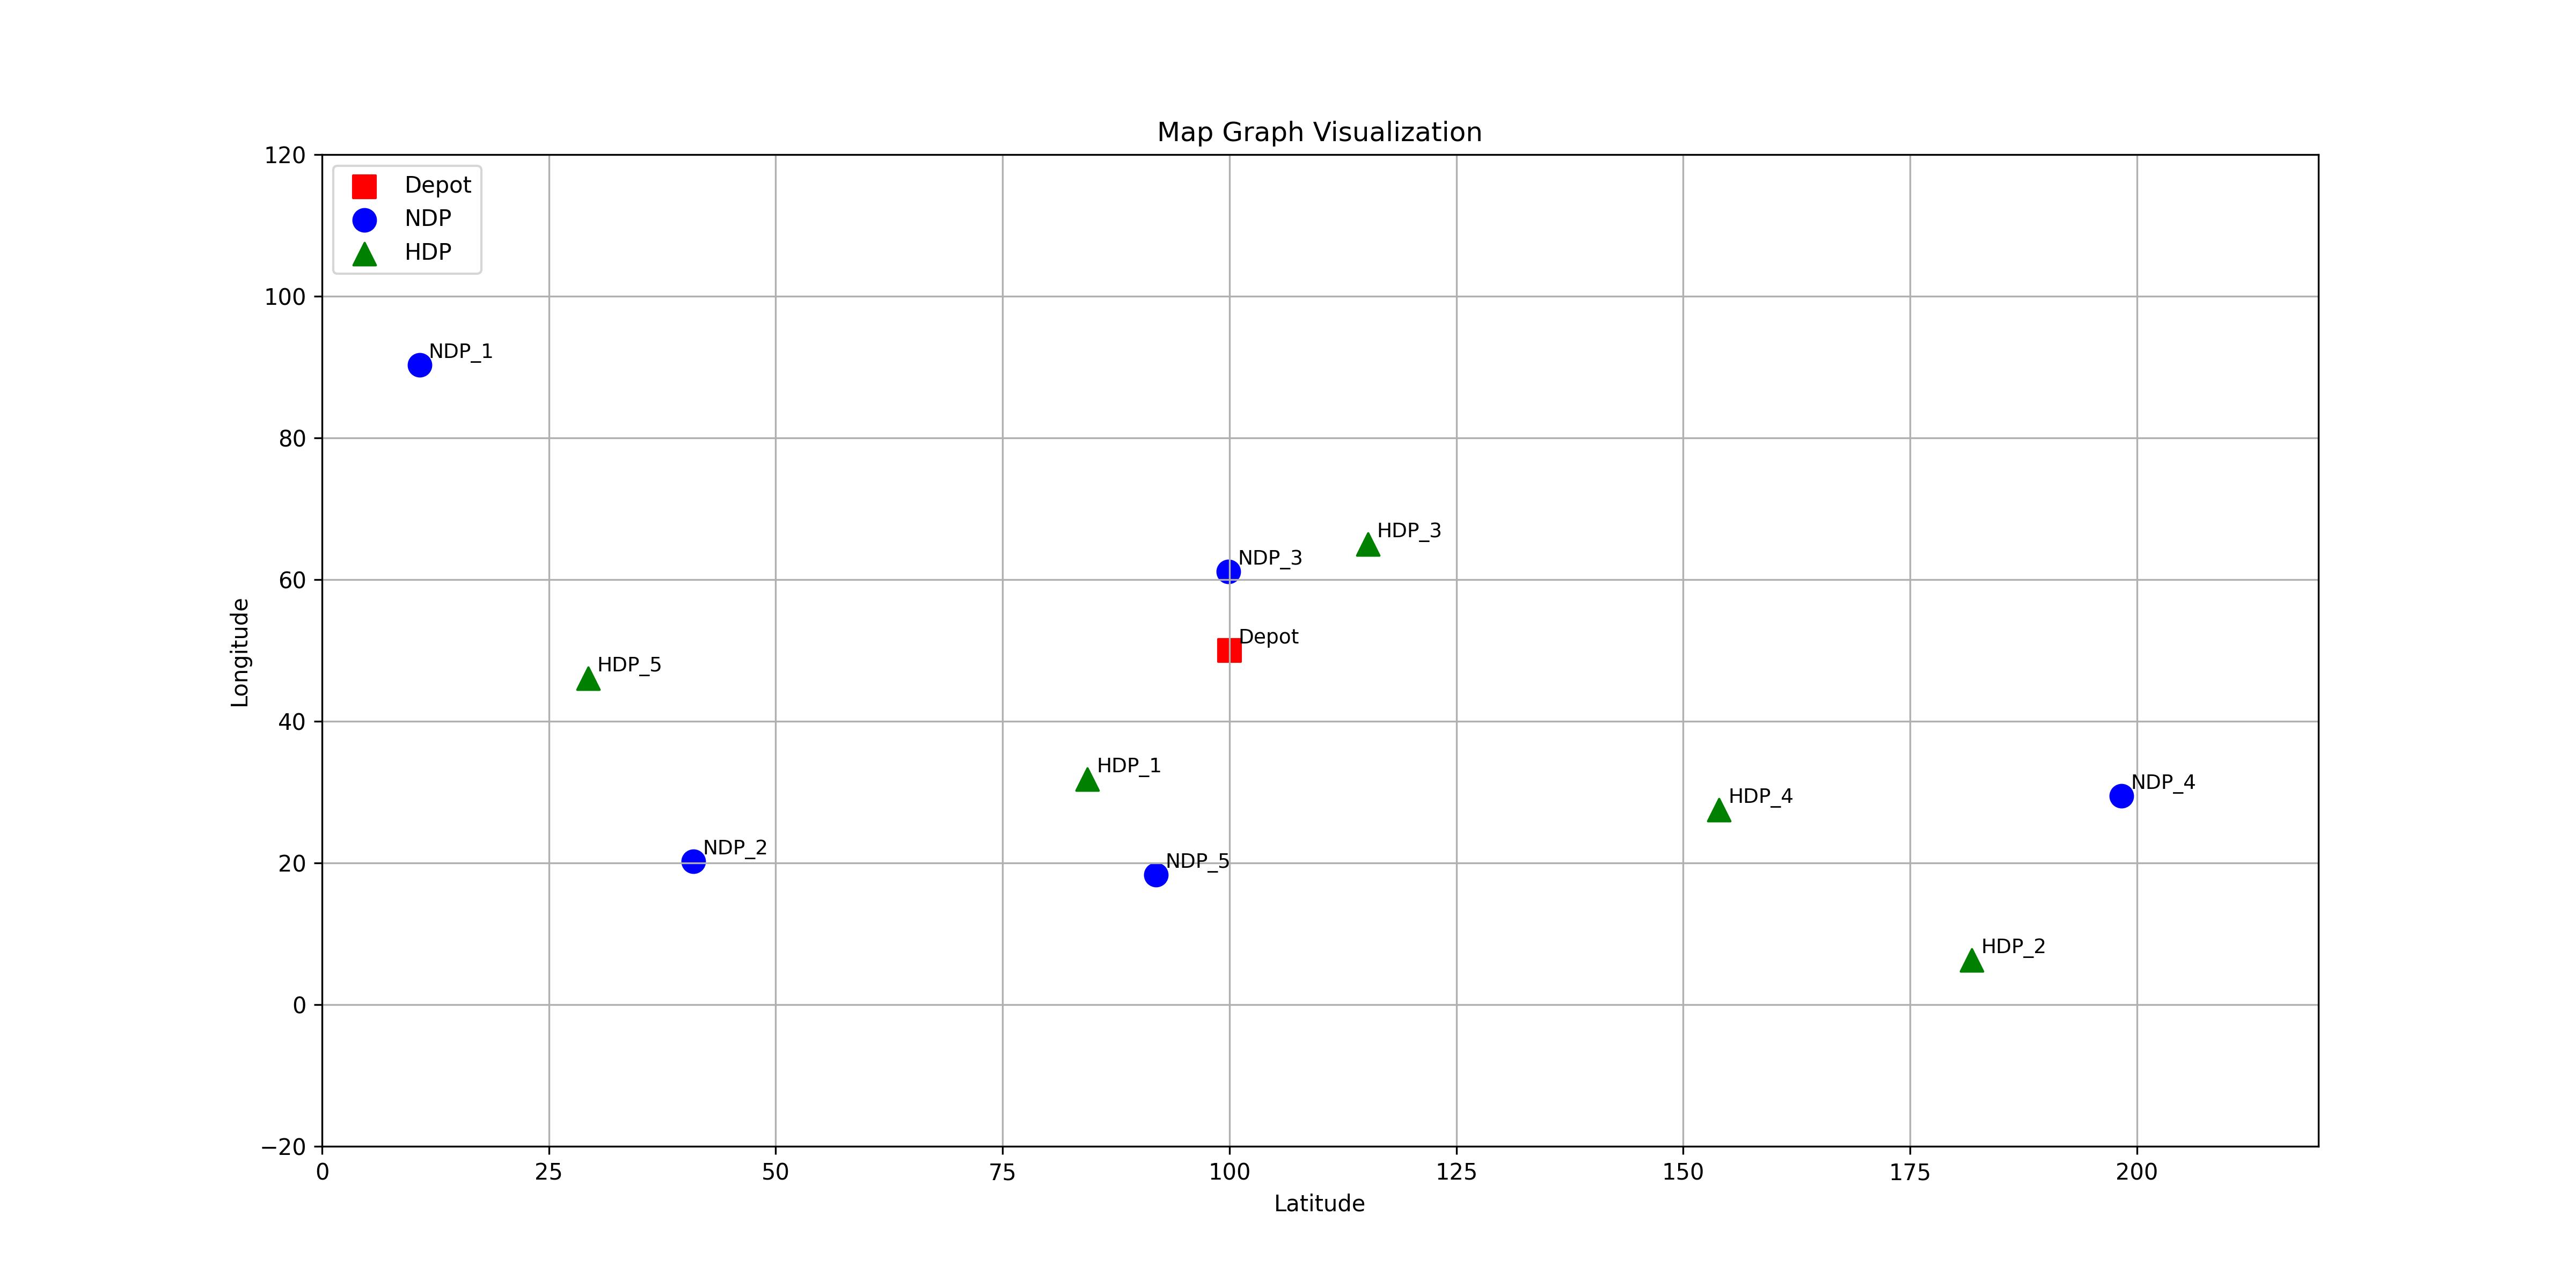 Map Graph Visualization
120
100
80
60
40
20
0
−20
Longitude
Depot
NDP
HDP
NDP_1
HDP_3
NDP_3
Depot
HDP_5
HDP_1
NDP_4
HDP_4
NDP_2
NDP_5
HDP_2
0 25 50 75 100 125 150 175 200
Latitude